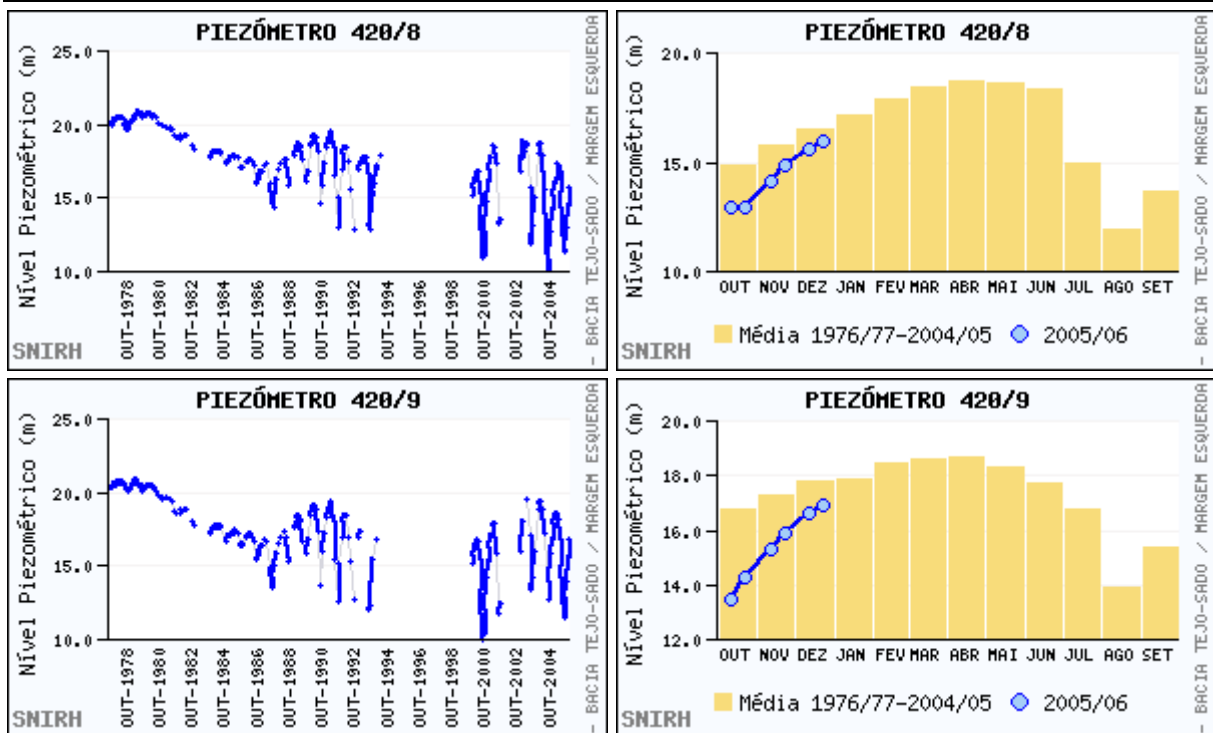 PIEZÓMETRO 420/8
Nível Piezométrico (m)
25.0
20.0
15.0
10.0
OUT-1978
OUT-1980
OUT-1982
OUT-1984
OUT-1986
OUT-1988
OUT-1990
OUT-1992
OUT-1994
OUT-1996
OUT-1998
OUT-2000
OUT-2002
OUT-2004
SNIRH
- BACIA TEJO-SADO / MARGEM ESQUERDA
PIEZÓMETRO 420/8
Nível Piezométrico (m)
20.0
15.0
10.0
OUT NOV DEZ JAN FEV MAR ABR MAI JUN JUL AGO SET
Média 1976/77-2004/05 2005/06
SNIRH
- BACIA TEJO-SADO / MARGEM ESQUERDA
PIEZÓMETRO 420/9
Nível Piezométrico (m)
25.0
20.0
15.0
10.0
OUT-1978
OUT-1980
OUT-1982
OUT-1984
OUT-1986
OUT-1988
OUT-1990
OUT-1992
OUT-1994
OUT-1996
OUT-1998
OUT-2000
OUT-2002
OUT-2004
SNIRH
- BACIA TEJO-SADO / MARGEM ESQUERDA
PIEZÓMETRO 420/9
Nível Piezométrico (m)
20.0
18.0
16.0
14.0
12.0
OUT NOV DEZ JAN FEV MAR ABR MAI JUN JUL AGO SET
Média 1976/77-2004/05 2005/06
SNIRH
- BACIA TEJO-SADO / MARGEM ESQUERDA